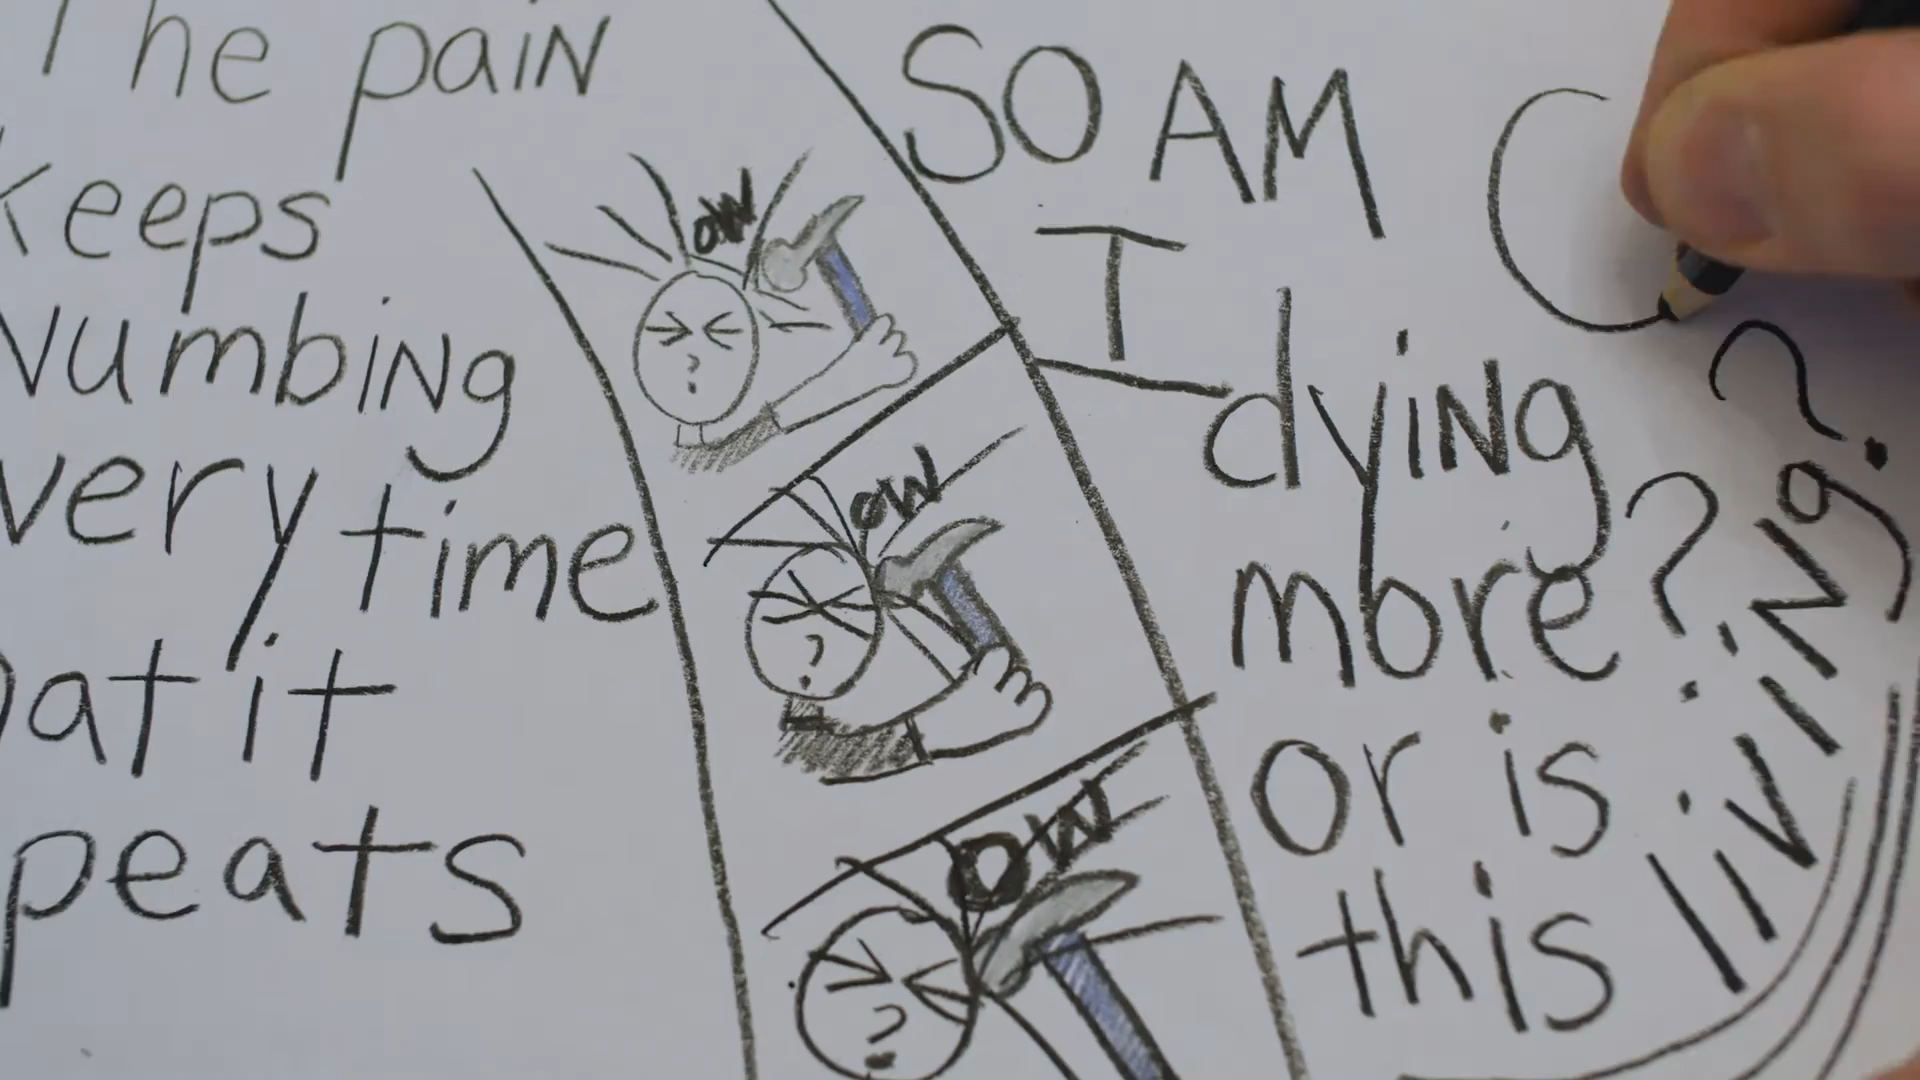 The pain
keeps
Numbing
very time
at it
peats
ow
ow
OW
SO AM
I
dying
more?
or is
this living?